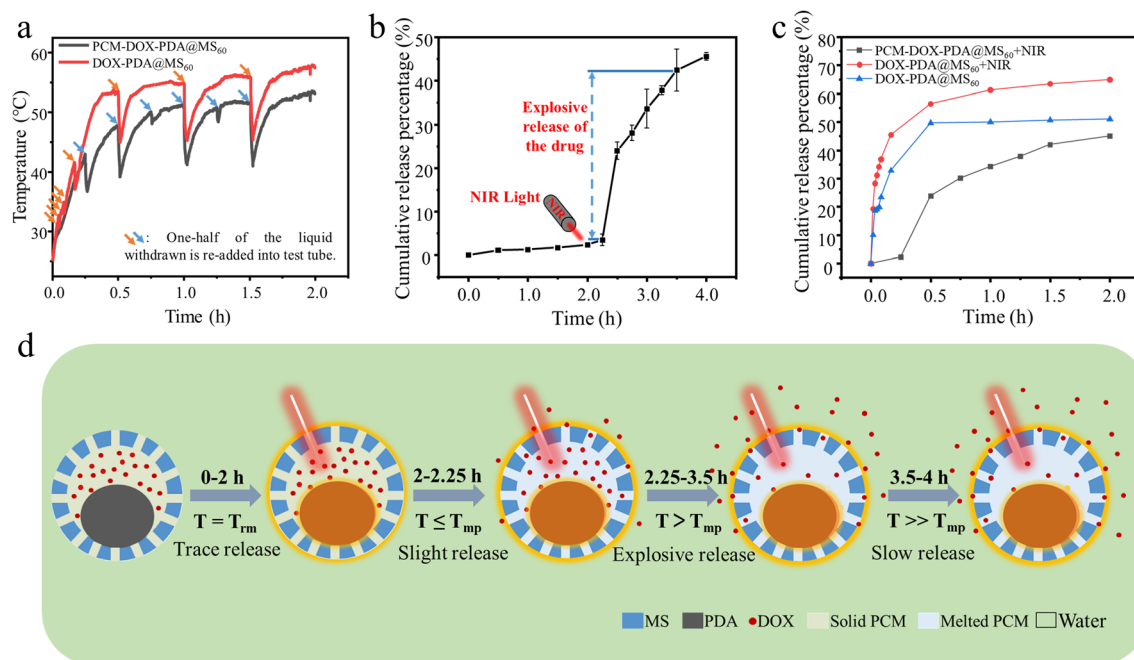 a
PCM-DOX-PDA@MS60
DOX-PDA@MS60
Temperature (℃)
60
50
40
30
: One-half of the liquid
withdrawn is re-added into test tube.
0.0 0.5 1.0 1.5 2.0
Time (h)
b
Cumulative release percentage (%)
50
40
30
20
10
0
Explosive
release of
the drug
NIR Light
NIR
0.0 1.0 2.0 3.0 4.0
Time (h)
c
Cumulative release percentage (%)
80
70
60
50
40
30
20
10
0
PCM-DOX-PDA@MS60+NIR
DOX-PDA@MS60+NIR
DOX-PDA@MS60
0.0 0.5 1.0 1.5 2.0
Time (h)
d
0-2 h
T = Trm
Trace release
2-2.25 h
T ≤ Tmp
Slight release
2.25-3.5 h
T > Tmp
Explosive release
3.5-4 h
T >> Tmp
Slow release
MS PDA DOX Solid PCM Melted PCM Water